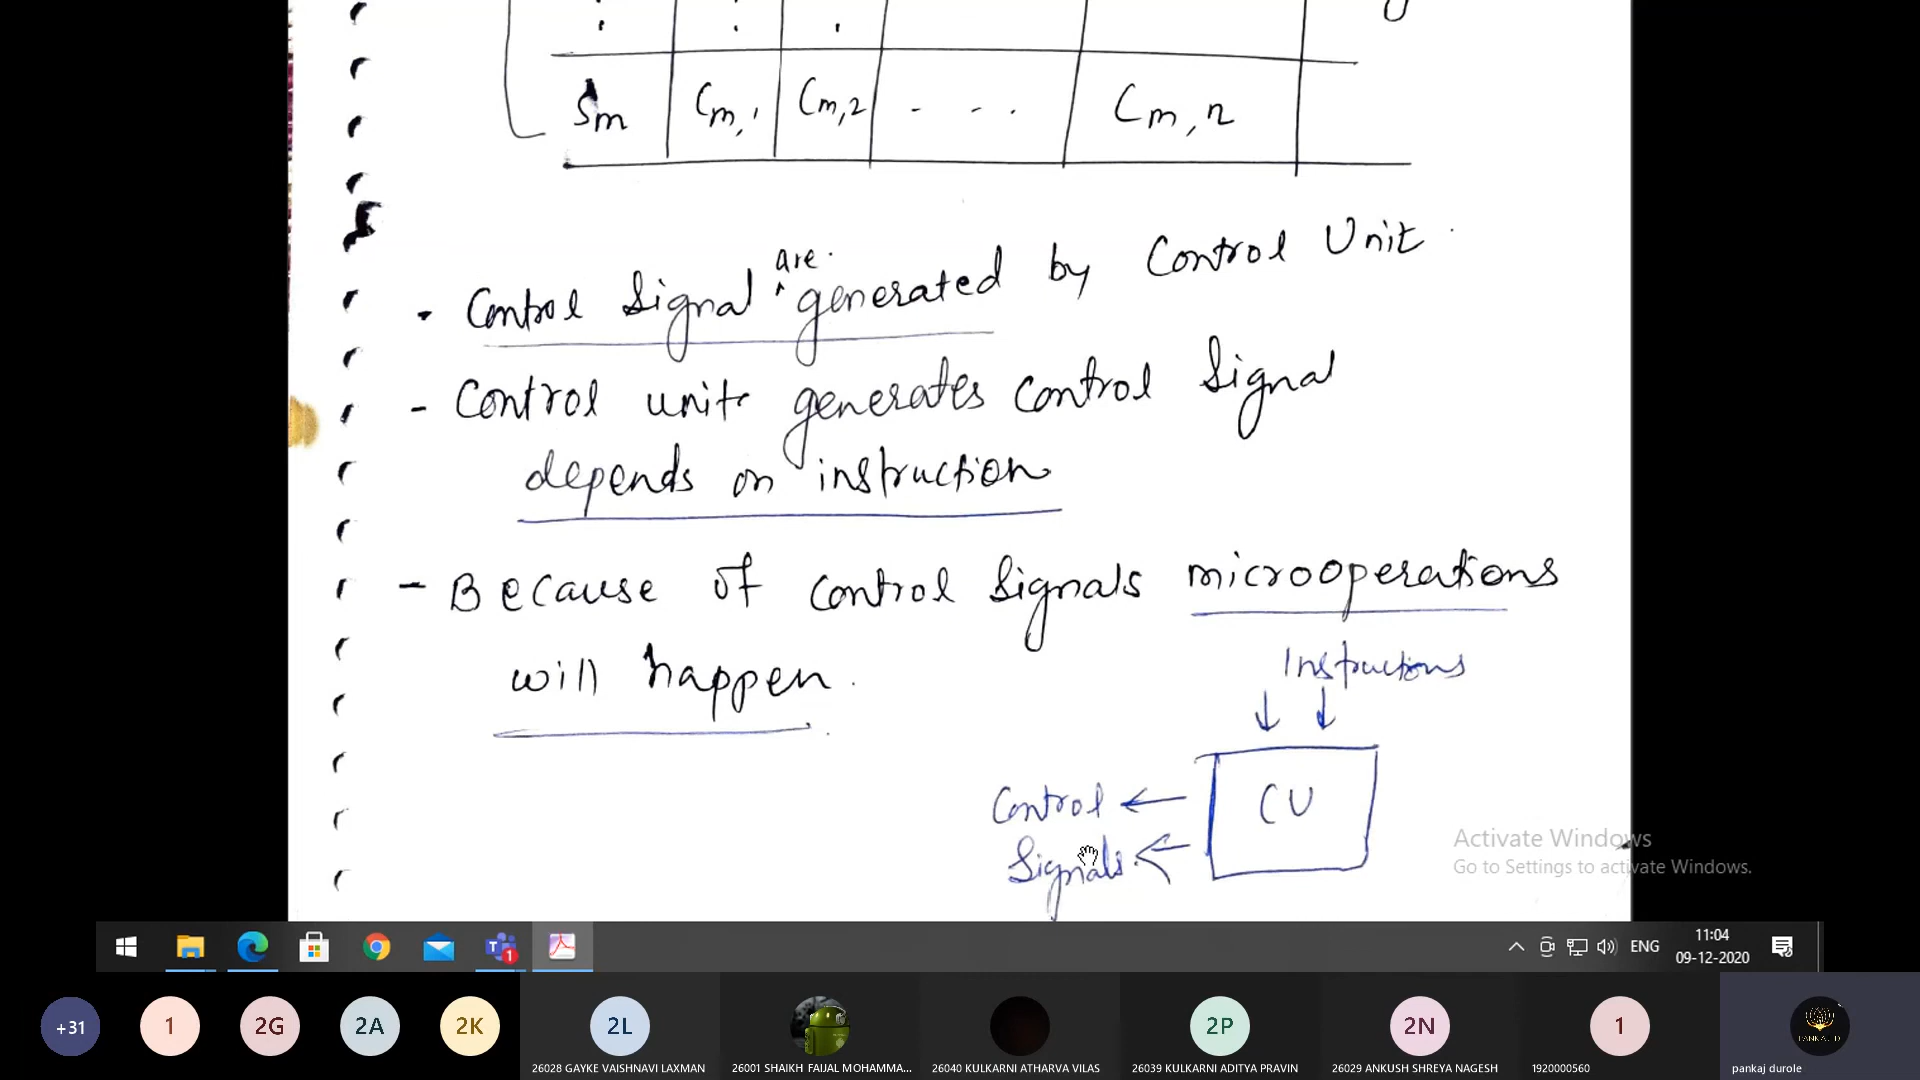 Sm Cm,1 Cm,2 - - . Cm,n
. Control Signal are generated by Control Unit
- Control unit generates Control Signal
depends on instruction
- Because of Control Signals microoperations
will happen.
Instructions
CU
Control
Signals
Activate Windows
Go to Settings to activate Windows.
1
ENG
11:04
09-12-2020
+31
1
2G
2A
2K
2L
2P
2N
1
PANKAJ D
26028 GAYKE VAISHNAVI LAXMAN
26001 SHAIKH FAIJAL MOHAMMA...
26040 KULKARNI ATHARVA VILAS
26039 KULKARNI ADITYA PRAVIN
26029 ANKUSH SHREYA NAGESH
1920000560
pankaj durole